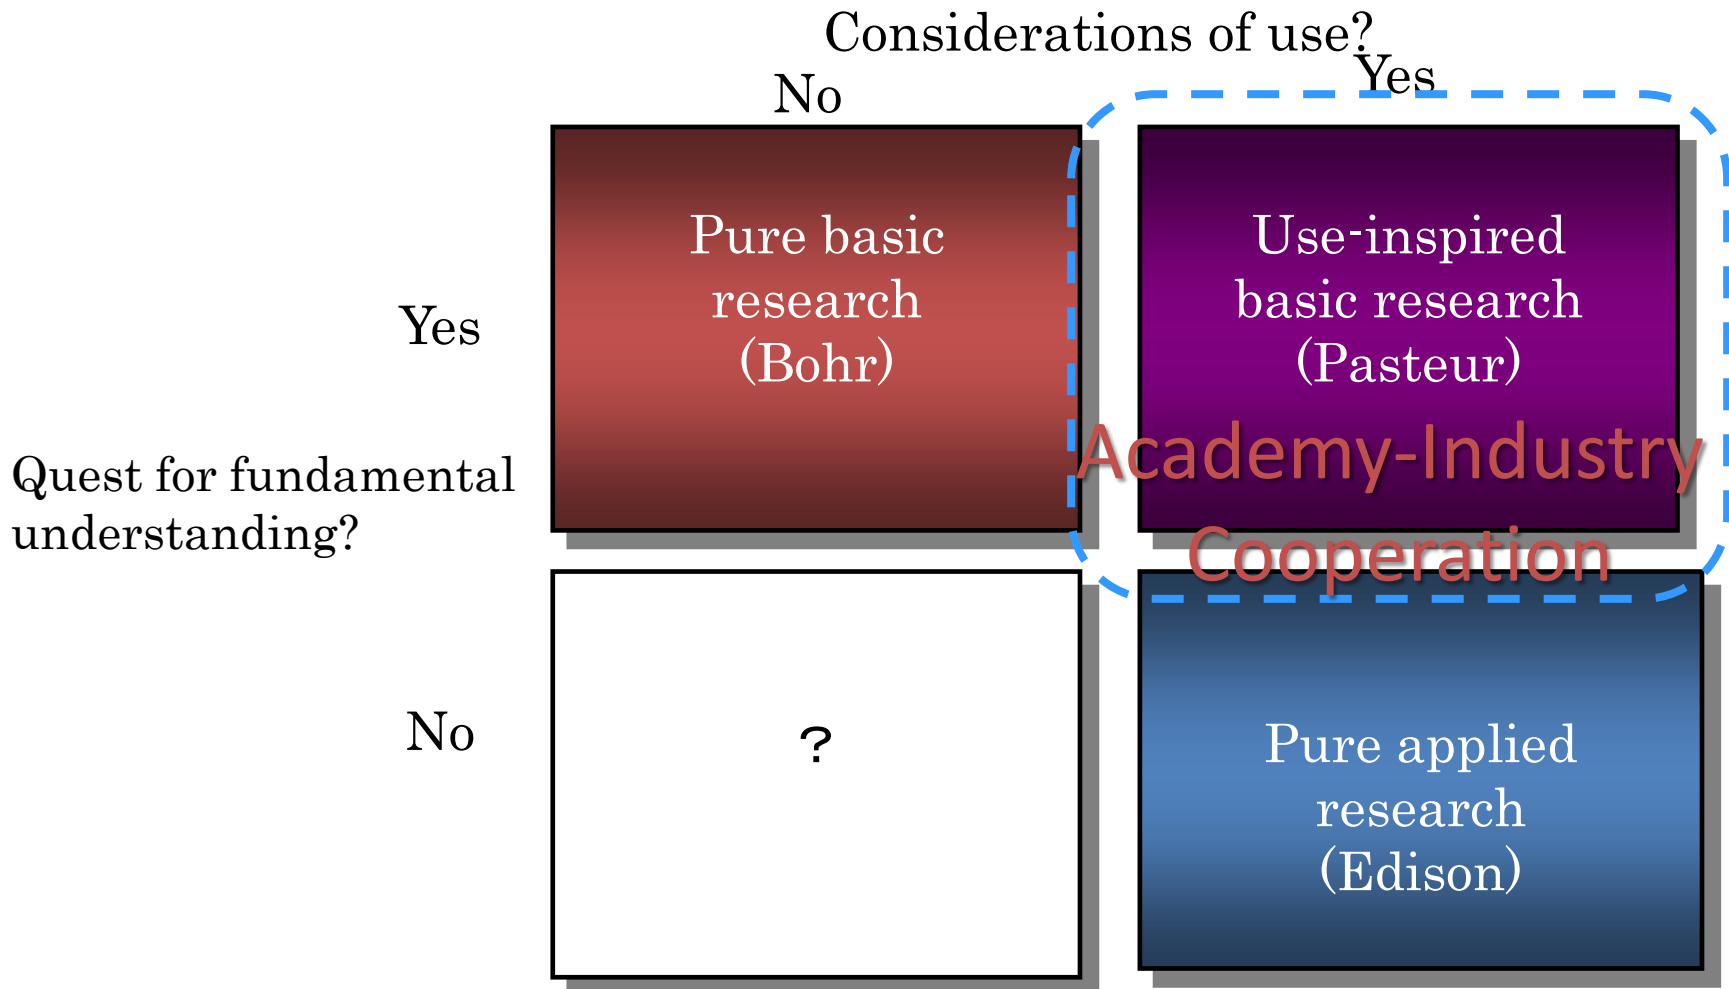 Considerations of use?
No
Yes
Pure basic
research
(Bohr)
Use-inspired
basic research
(Pasteur)
Yes
Academy-Industry
Cooperation
Quest for fundamental
understanding?
No
?
Pure applied
research
(Edison)